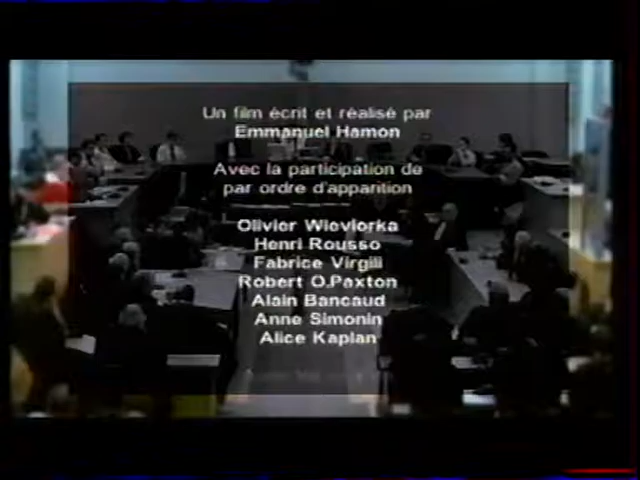 Un film écrit et réalisé par
Emmanuel Hamon
Avec la participation de
par ordre d'apparition
Olivier Wieviorka
Henri Rousso
Fabrice Virgili
Robert O.Paxton
Alain Bancaud
Anne Simonin
Alice Kaplan